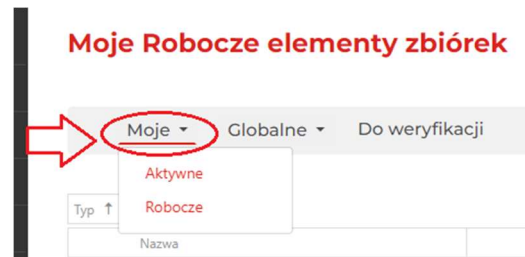 Moje Robocze elementy zbiórek
Moje Globalne Do weryfikacji
Aktywne
Robocze
Typ ↑
Nazwa